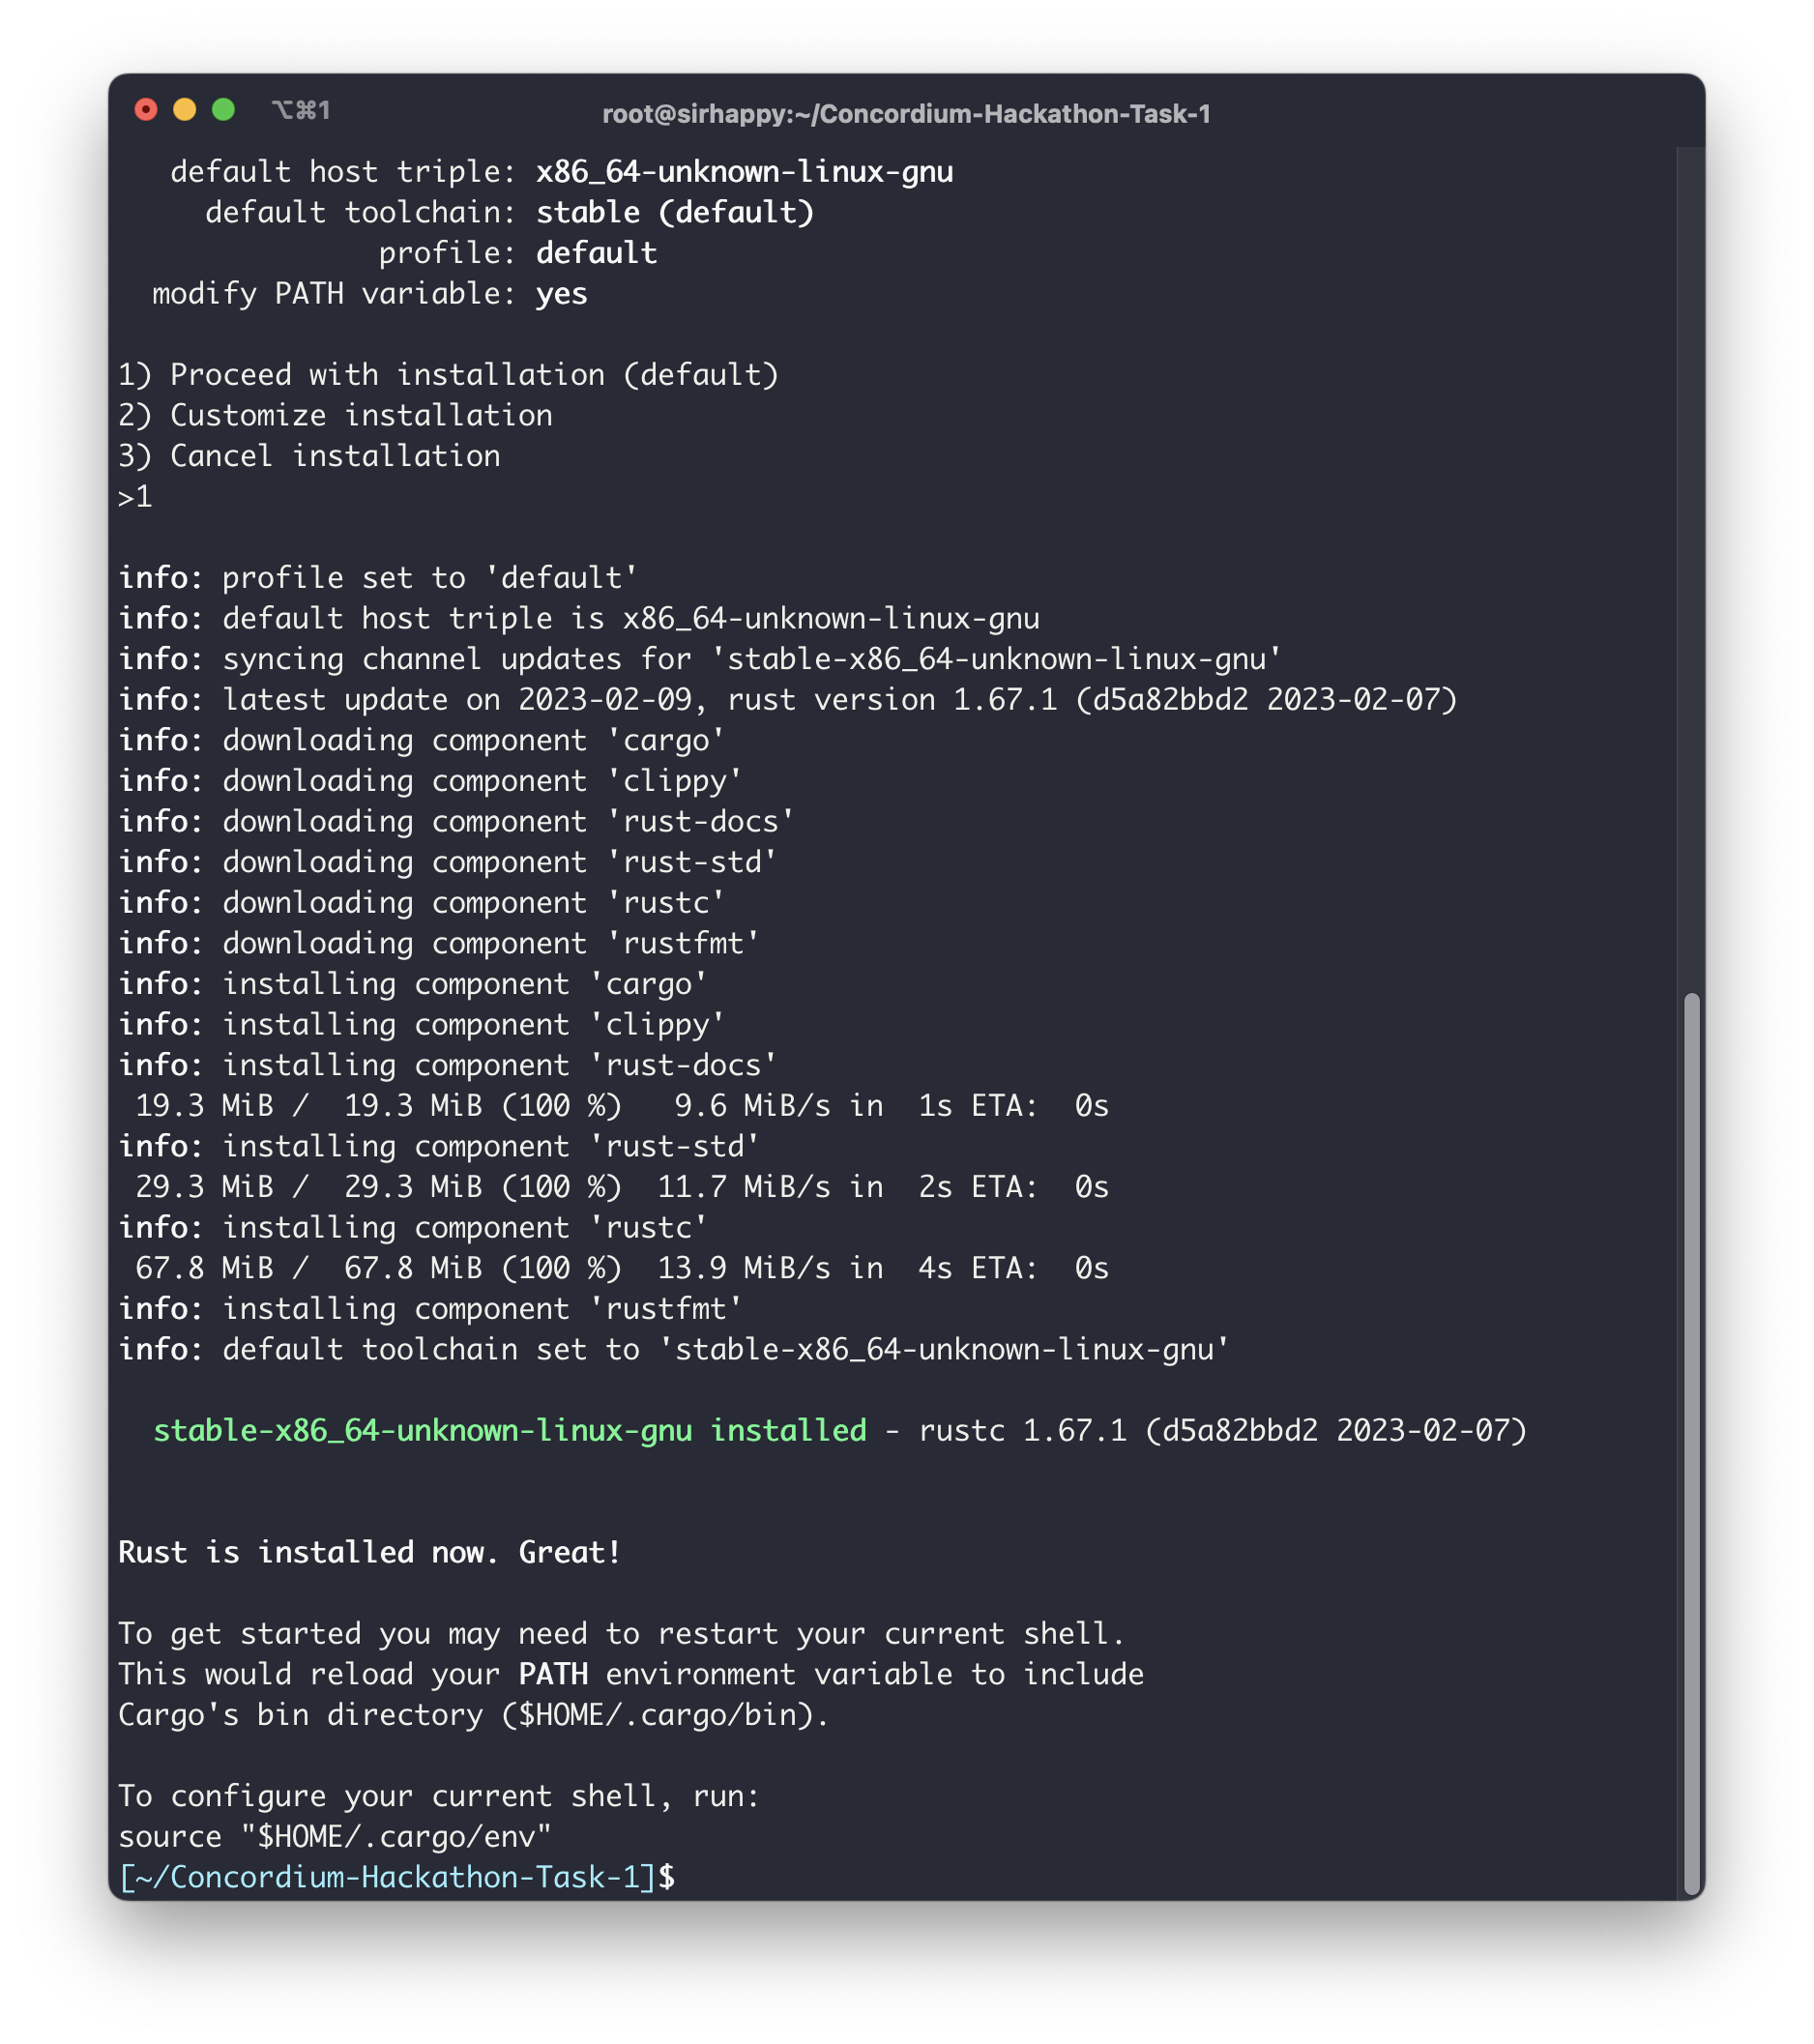 ⌥⌘1
root@sirhappy:~/Concordium-Hackathon-Task-1
default host triple: x86_64-unknown-linux-gnu
default toolchain: stable (default)
profile: default
modify PATH variable: yes
1) Proceed with installation (default)
2) Customize installation
3) Cancel installation
>1
info: profile set to 'default'
info: default host triple is x86_64-unknown-linux-gnu
info: syncing channel updates for 'stable-x86_64-unknown-linux-gnu'
info: latest update on 2023-02-09, rust version 1.67.1 (d5a82bbd2 2023-02-07)
info: downloading component 'cargo'
info: downloading component 'clippy'
info: downloading component 'rust-docs'
info: downloading component 'rust-std'
info: downloading component 'rustc'
info: downloading component 'rustfmt'
info: installing component 'cargo'
info: installing component 'clippy'
info: installing component 'rust-docs'
19.3 MiB /  19.3 MiB (100 %)   9.6 MiB/s in  1s ETA:  0s
info: installing component 'rust-std'
29.3 MiB /  29.3 MiB (100 %)  11.7 MiB/s in  2s ETA:  0s
info: installing component 'rustc'
67.8 MiB /  67.8 MiB (100 %)  13.9 MiB/s in  4s ETA:  0s
info: installing component 'rustfmt'
info: default toolchain set to 'stable-x86_64-unknown-linux-gnu'
stable-x86_64-unknown-linux-gnu installed - rustc 1.67.1 (d5a82bbd2 2023-02-07)
Rust is installed now. Great!
To get started you may need to restart your current shell.
This would reload your PATH environment variable to include
Cargo's bin directory ($HOME/.cargo/bin).
To configure your current shell, run:
source "$HOME/.cargo/env"
[~/Concordium-Hackathon-Task-1]$